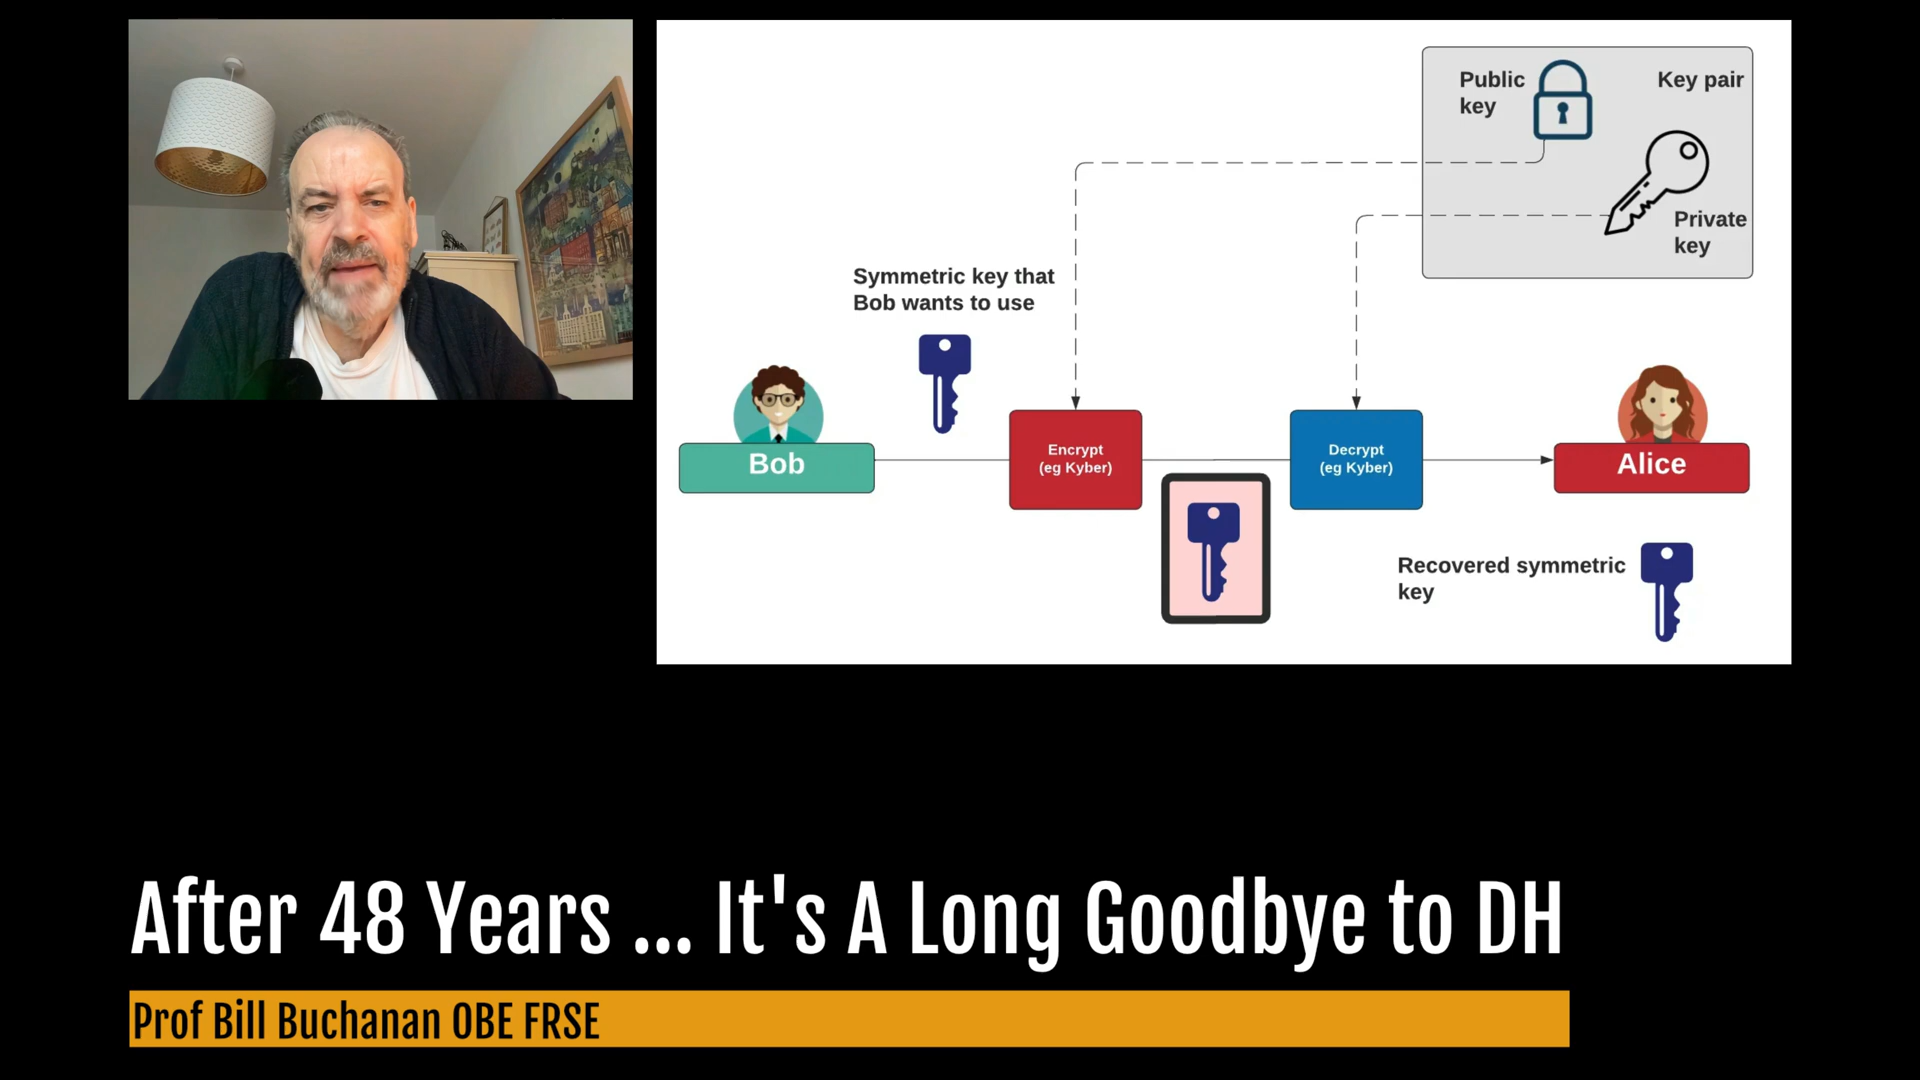 Public
key
Key pair
Private
key
Symmetric key that
Bob wants to use
Bob
Encrypt
(eg Kyber)
Decrypt
(eg Kyber)
Alice
Recovered symmetric
key
After 48 Years ... It's A Long Goodbye to DH
Prof Bill Buchanan OBE FRSE